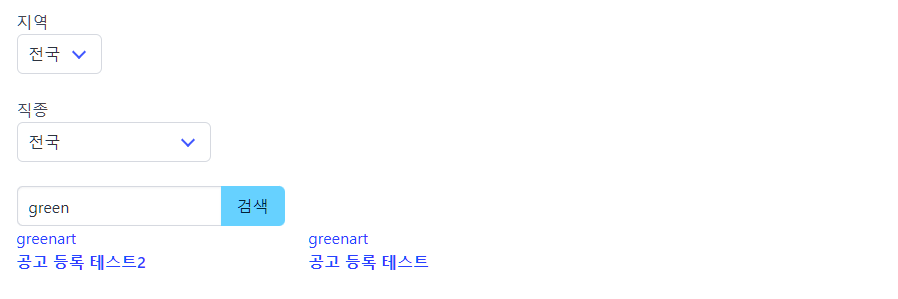 지역
전국
직종
전국
green 검색
greenart greenart
공고 등록 테스트2 공고 등록 테스트